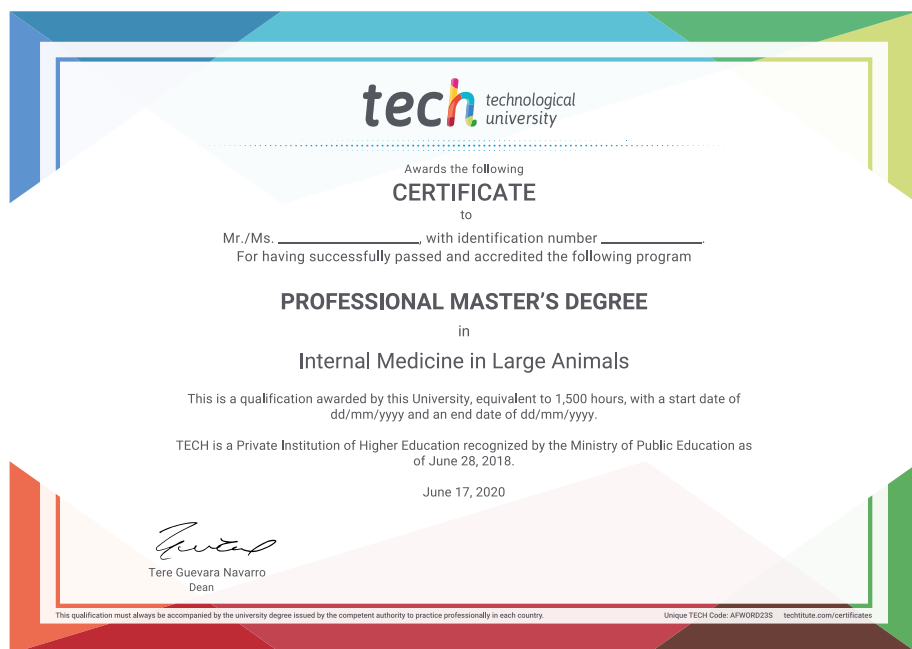 tech technological
university
Awards the following
CERTIFICATE
to
Mr./Ms. ____________________, with identification number ______________.
For having successfully passed and accredited the following program
PROFESSIONAL MASTER’S DEGREE
in
Internal Medicine in Large Animals
This is a qualification awarded by this University, equivalent to 1,500 hours, with a start date of
dd/mm/yyyy and an end date of dd/mm/yyyy.
TECH is a Private Institution of Higher Education recognized by the Ministry of Public Education as
of June 28, 2018.
June 17, 2020
Tere Guevara Navarro
Dean
This qualification must always be accompanied by the university degree issued by the competent authority to practice professionally in each country.
Unique TECH Code: AFWORD23S techtitute.com/certificates